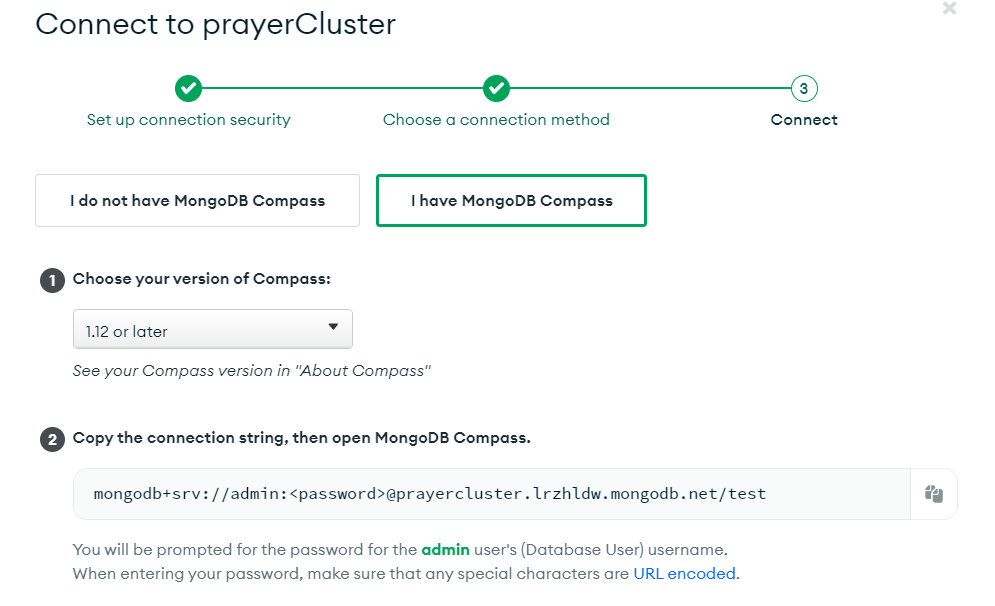 Connect to prayerCluster
3
Set up connection security
Choose a connection method
Connect
I do not have MongoDB Compass
I have MongoDB Compass
1 Choose your version of Compass:
1.12 or later
See your Compass version in "About Compass"
2 Copy the connection string, then open MongoDB Compass.
mongodb+srv://admin:<password>@prayercluster.lrzhldw.mongodb.net/test
You will be prompted for the password for the admin user's (Database User) username.
When entering your password, make sure that any special characters are URL encoded.